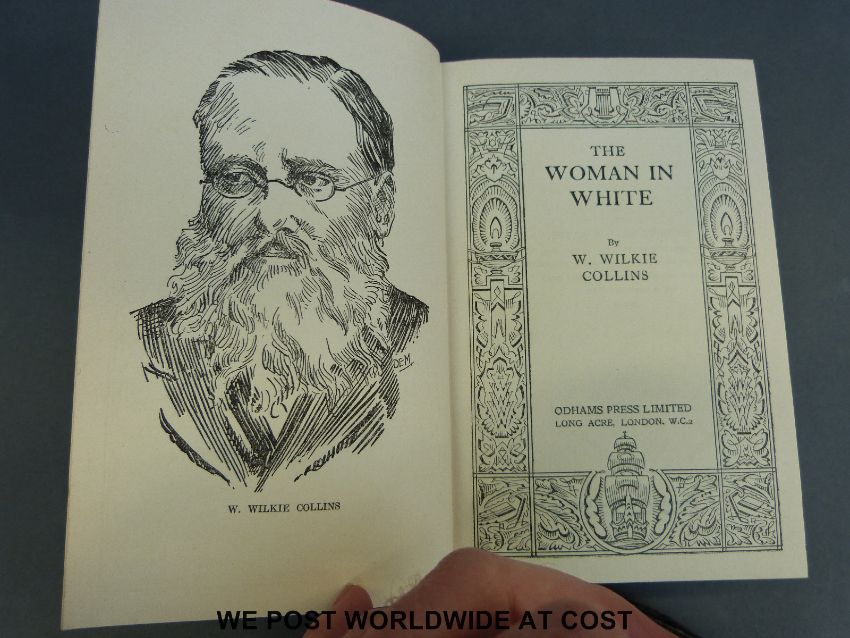 DEM.
W. WILKIE COLLINS
THE
WOMAN IN
WHITE
By
W. WILKIE
COLLINS
ODHAMS PRESS LIMITED
LONG ACRE, LONDON, W.C.2
WE POST WORLDWIDE AT COST